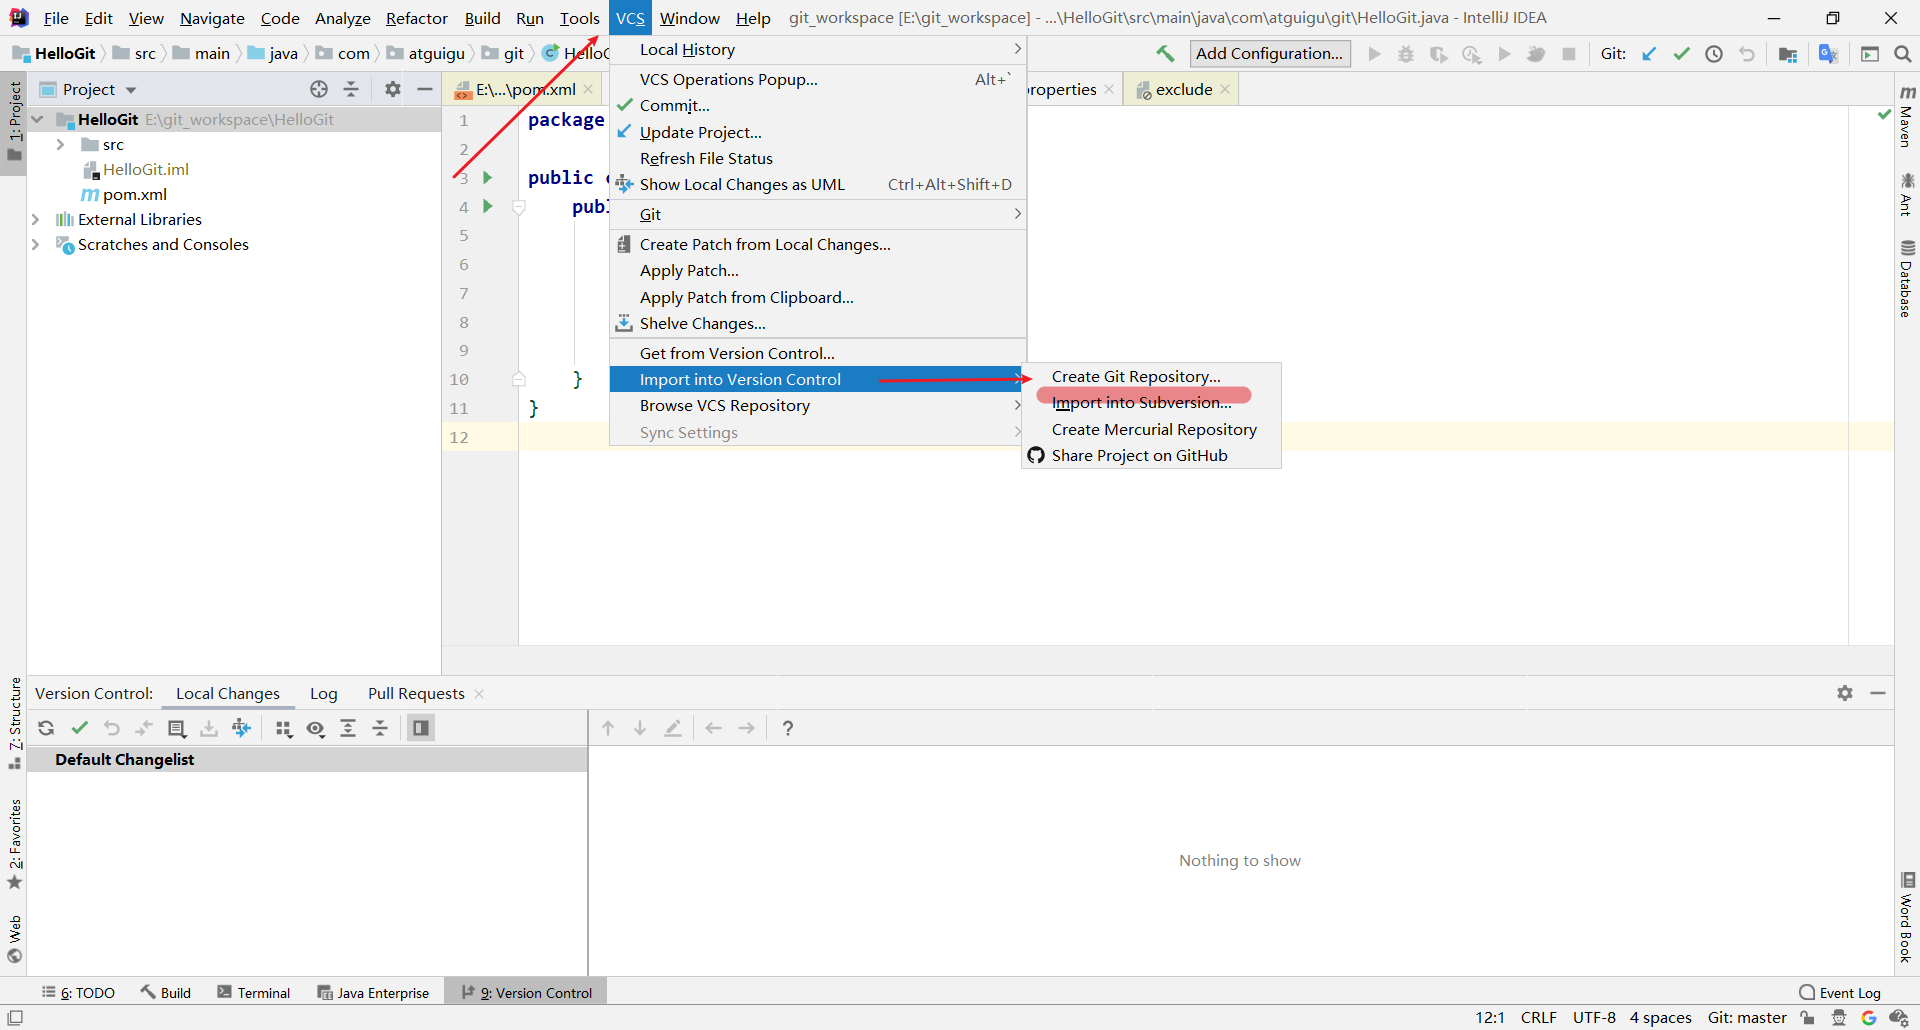 File Edit View Navigate Code Analyze Refactor Build Run Tools VCS Window Help git_workspace [E:\git_workspace] - ...\HelloGit\src\main\java\com\atguigu\git\HelloGit.java - IntelliJ IDEA
HelloGit src main java com atguigu git Add Configuration... Git:
Project
E:\...\pom.xml
exclude
HelloGit E:\git_workspace\HelloGit
src
HelloGit.iml
pom.xml
External Libraries
Scratches and Consoles
1 package
2
3 public
4
5
6
7
8
9
10 }
11 }
12
Local History
VCS Operations Popup... Alt+`
Commit...
Update Project...
Refresh File Status
Show Local Changes as UML Ctrl+Alt+Shift+D
Git
Create Patch from Local Changes...
Apply Patch...
Apply Patch from Clipboard...
Shelve Changes...
Get from Version Control...
Import into Version Control
Browse VCS Repository
Sync Settings
Create Git Repository...
Import into Subversion...
Create Mercurial Repository
Share Project on GitHub
1: Project
7: Structure
2: Favorites
Web
m
Maven
Ant
Database
Word Book
Version Control: Local Changes Log Pull Requests
Default Changelist
Nothing to show
6: TODO Build Terminal Java Enterprise 9: Version Control Event Log
12:1 CRLF UTF-8 4 spaces Git: master